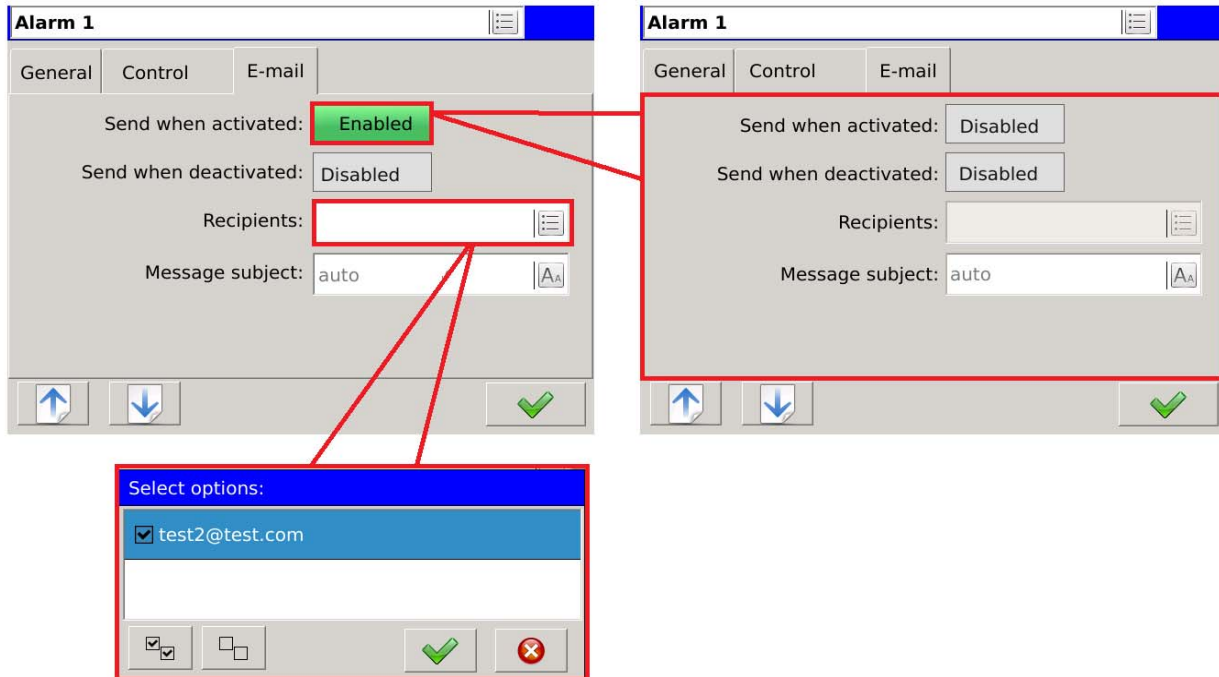 Alarm 1
General Control E-mail
Send when activated: Enabled
Send when deactivated: Disabled
Recipients:
Message subject: auto AA
Alarm 1
General Control E-mail
Send when activated: Disabled
Send when deactivated: Disabled
Recipients:
Message subject: auto AA
Select options:
test2@test.com